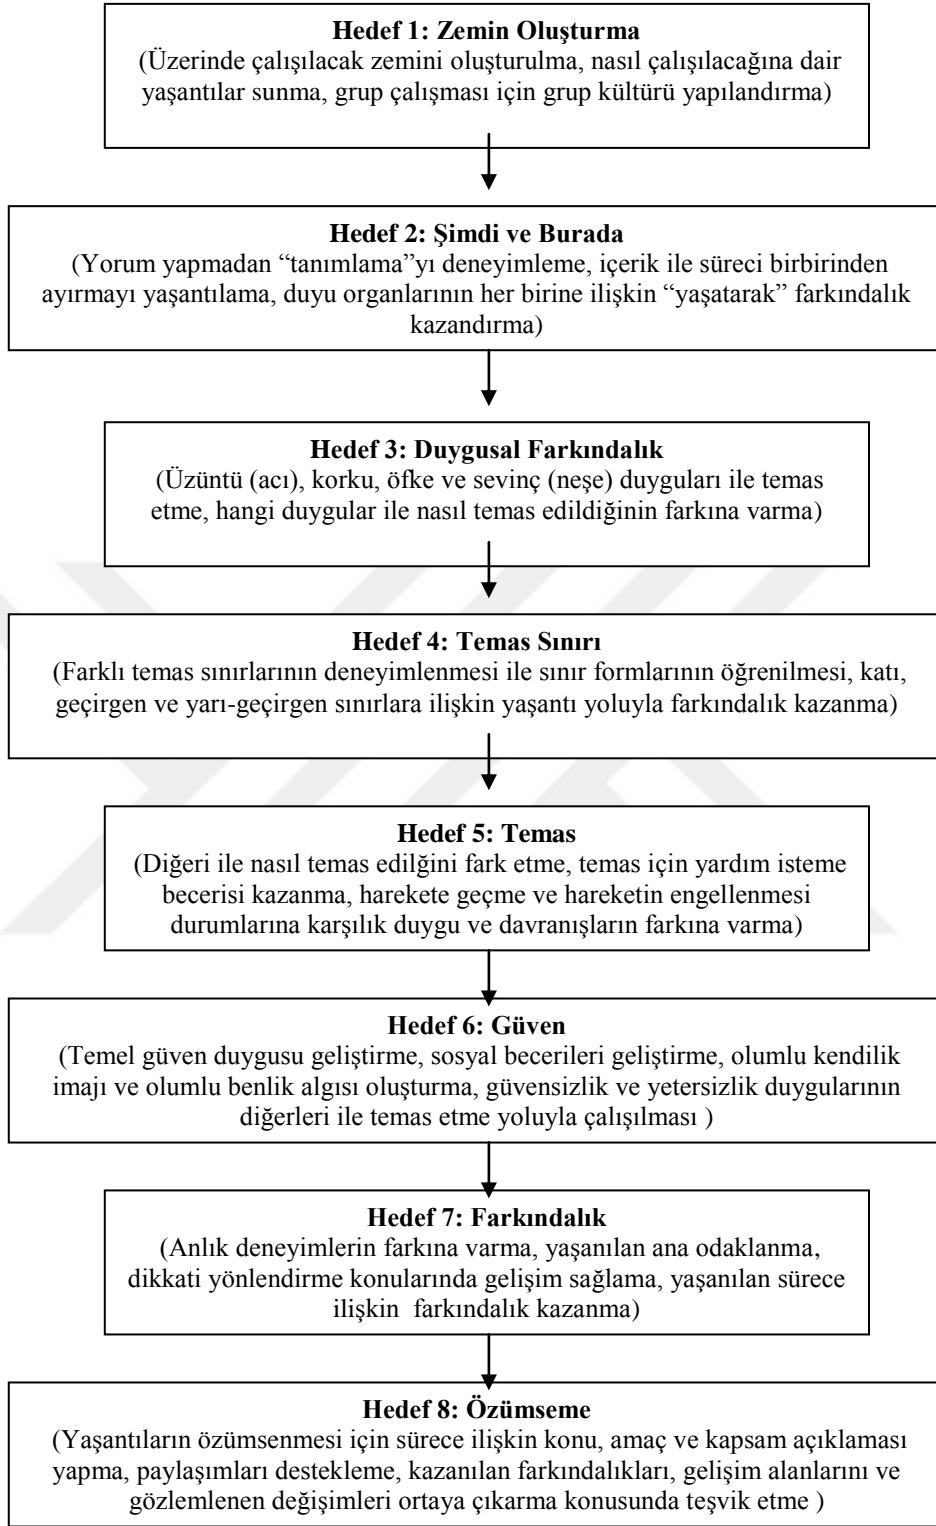 Hedef 1: Zemin Oluşturma
(Üzerinde çalışılacak zemini oluşturulma, nasıl çalışılacağına dair
yaşantılar sunma, grup çalışması için grup kültürü yapılandırma)
Hedef 2: Şimdi ve Burada
(Yorum yapmadan “tanımlama”yı deneyimleme, içerik ile süreci birbirinden
ayırmayı yaşantılama, duyu organlarının her birine ilişkin “yaşatarak” farkındalık
kazandırma)
Hedef 3: Duygusal Farkındalık
(Üzüntü (acı), korku, öfke ve sevinç (neşe) duyguları ile temas
etme, hangi duygular ile nasıl temas edildiğinin farkına varma)
Hedef 4: Temas Sınırı
(Farklı temas sınırlarının deneyimlenmesi ile sınır formlarının öğrenilmesi, katı,
geçirgen ve yarı-geçirgen sınırlara ilişkin yaşantı yoluyla farkındalık kazanma)
Hedef 5: Temas
(Diğeri ile nasıl temas edilğini fark etme, temas için yardım isteme
becerisi kazanma, harekete geçme ve hareketin engellenmesi
durumlarına karşılık duygu ve davranışların farkına varma)
Hedef 6: Güven
(Temel güven duygusu geliştirme, sosyal becerileri geliştirme, olumlu kendilik
imajı ve olumlu benlik algısı oluşturma, güvensizlik ve yetersizlik duygularının
diğerleri ile temas etme yoluyla çalışılması )
Hedef 7: Farkındalık
(Anlık deneyimlerin farkına varma, yaşanılan ana odaklanma,
dikkati yönlendirme konularında gelişim sağlama, yaşanılan sürece
ilişkin  farkındalık kazanma)
Hedef 8: Özümseme
(Yaşantıların özümsenmesi için sürece ilişkin konu, amaç ve kapsam açıklaması
yapma, paylaşımları destekleme, kazanılan farkındalıkları, gelişim alanlarını ve
gözlemlenen değişimleri ortaya çıkarma konusunda teşvik etme )